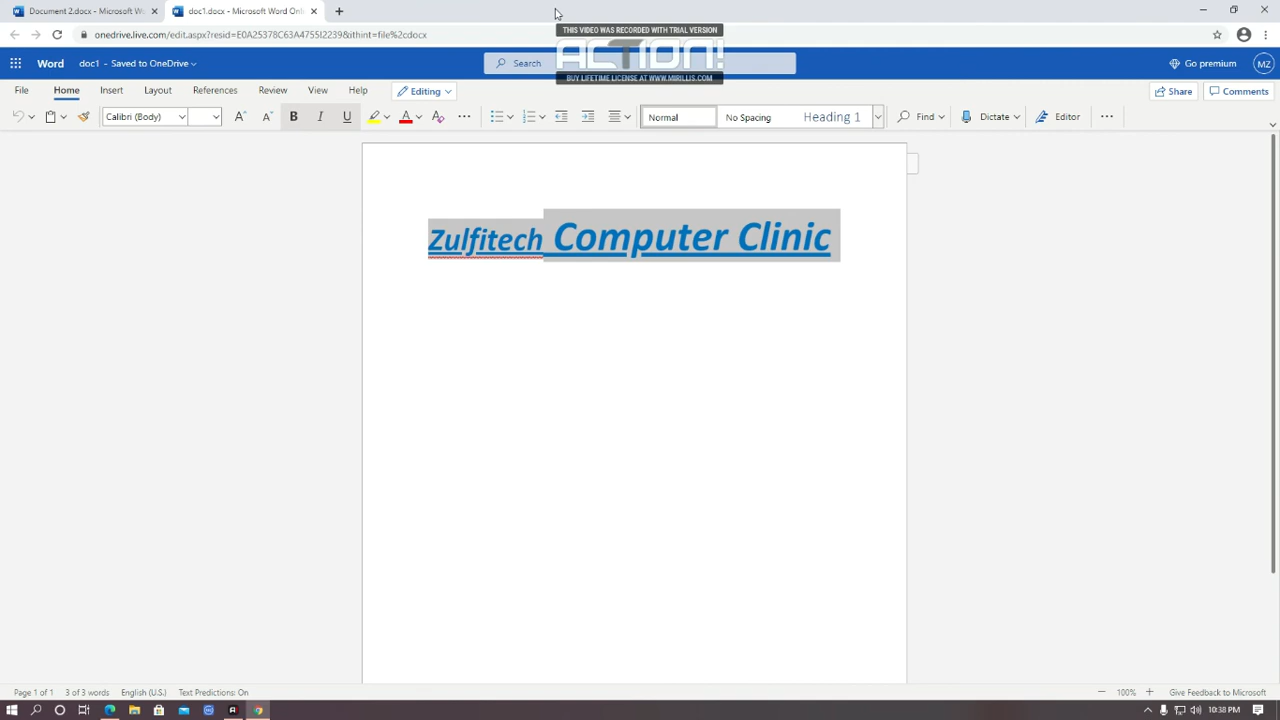 Document 2.docx - Microsoft Wo
doc1.docx - Microsoft Word Onl
onedrive.live.com/edit.aspx?resid=E0A25378C63A4755!2239&ithint=file%2cdocx
THIS VIDEO WAS RECORDED WITH TRIAL VERSION
ACTION!
BUY LIFETIME LICENSE AT WWW.MIRILLIS.COM
Word doc1 - Saved to OneDrive
Search
Go premium MZ
File Home Insert Layout References Review View Help Editing Share Comments
Calibri (Body) A A B I U A A Normal No Spacing Heading 1 Find Dictate Editor
Zulfitech Computer Clinic
Page 1 of 1 3 of 3 words English (U.S.) Text Predictions: On 100% Give Feedback to Microsoft
10:38 PM